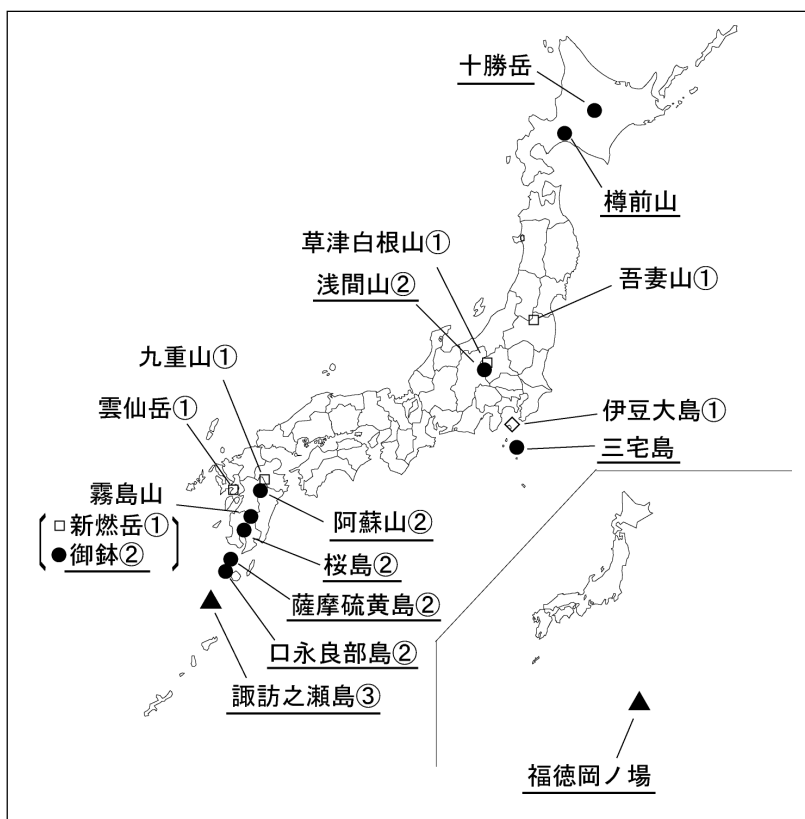 十勝岳
樽前山
草津白根山①
浅間山②
吾妻山①
九重山①
雲仙岳①
伊豆大島①
三宅島
霧島山
□新燃岳①
●御鉢②
阿蘇山②
桜島②
薩摩硫黄島②
口永良部島②
諏訪之瀬島③
福徳岡ノ場